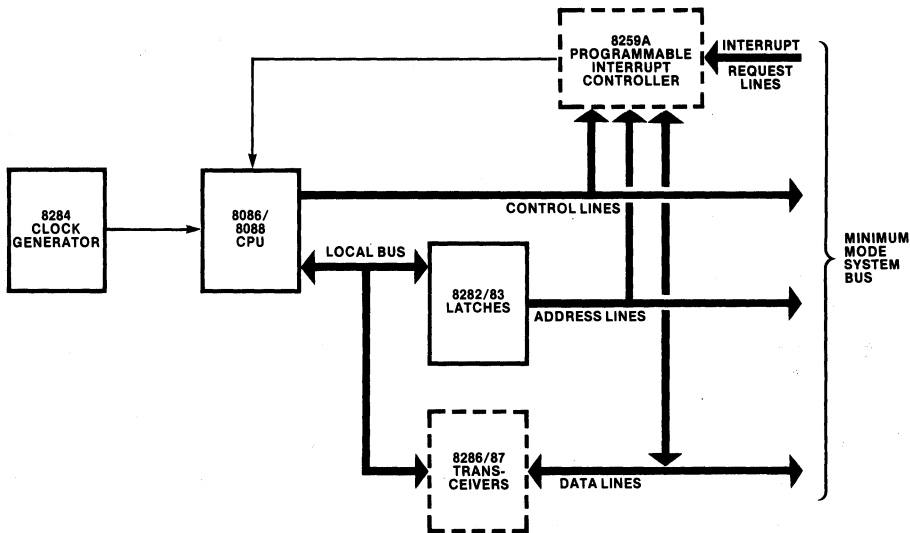 8259A
PROGRAMMABLE
INTERRUPT
CONTROLLER
INTERRUPT
REQUEST
LINES
8284
CLOCK
GENERATOR
8086/
8088
CPU
CONTROL LINES
LOCAL BUS
8282/83
LATCHES
ADDRESS LINES
MINIMUM
MODE
SYSTEM
BUS
8286/87
TRANS-
CEIVERS
DATA LINES